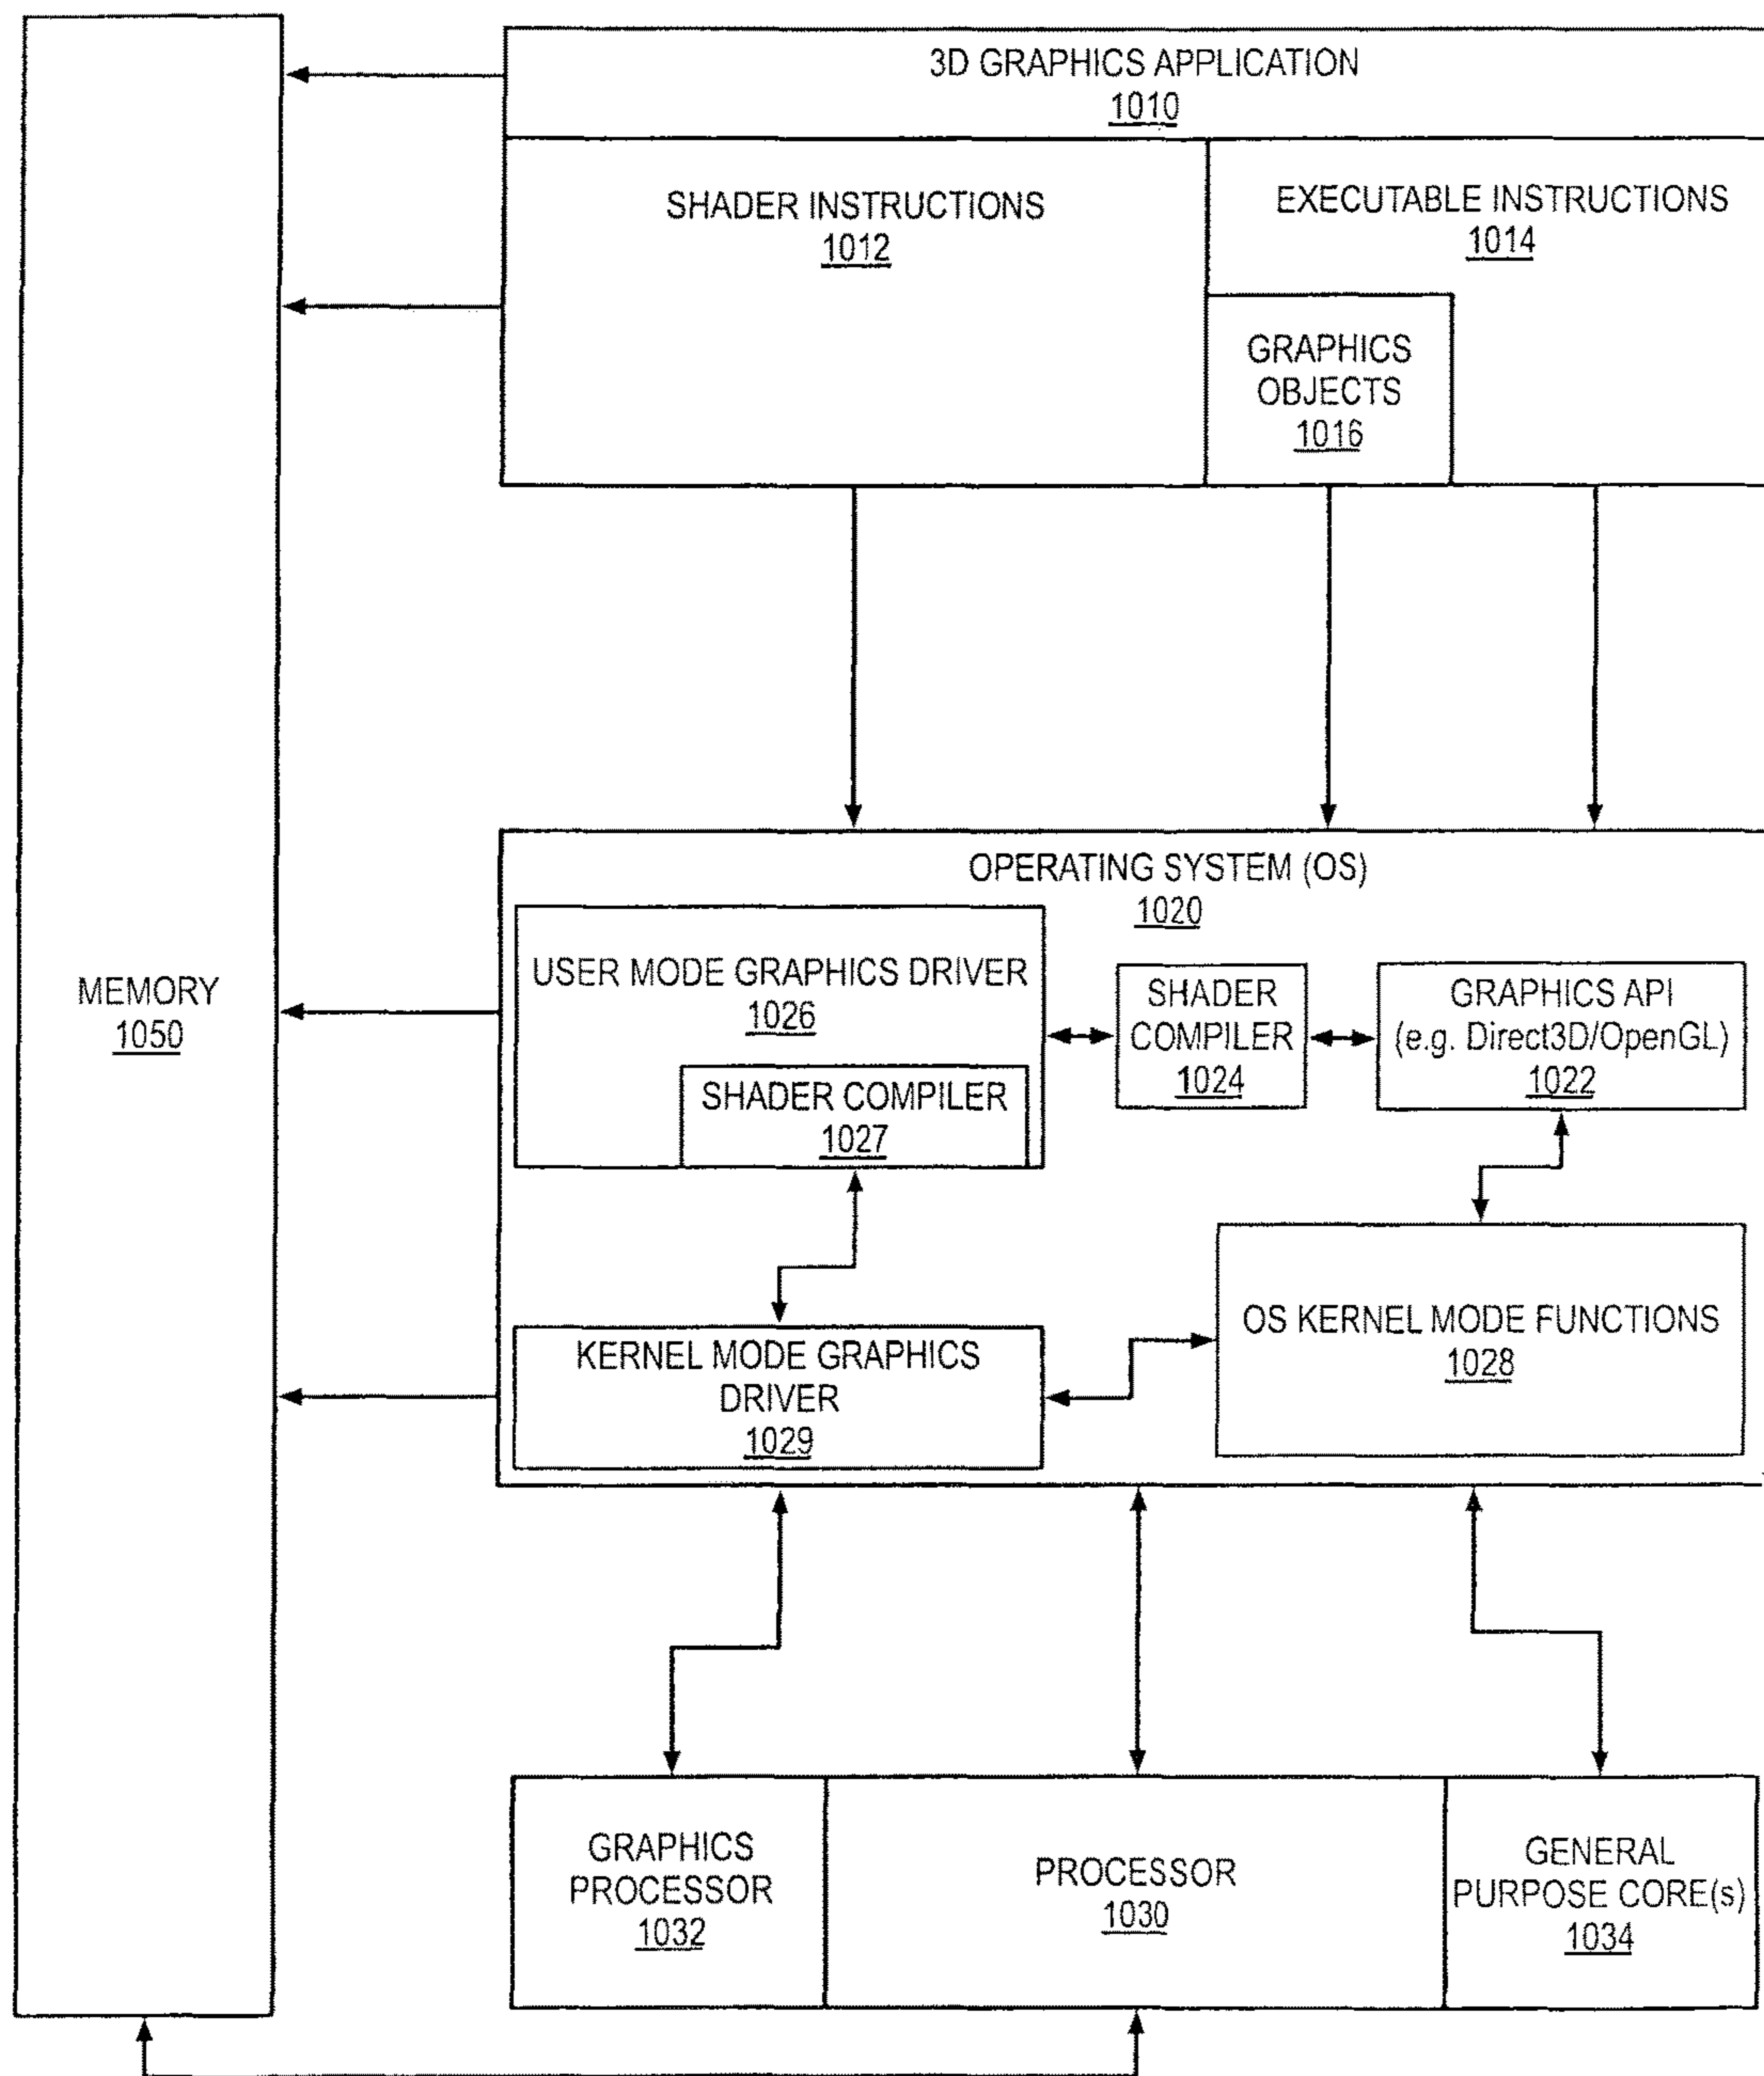 3D GRAPHICS APPLICATION
1010
SHADER INSTRUCTIONS
1012
EXECUTABLE INSTRUCTIONS
1014
GRAPHICS
OBJECTS
1016
OPERATING SYSTEM (OS)
1020
USER MODE GRAPHICS DRIVER
1026
SHADER COMPILER
1027
SHADER
COMPILER
1024
GRAPHICS API
(e.g. Direct3D/OpenGL)
1022
MEMORY
1050
KERNEL MODE GRAPHICS
DRIVER
1029
OS KERNEL MODE FUNCTIONS
1028
GRAPHICS
PROCESSOR
1032
PROCESSOR
1030
GENERAL
PURPOSE CORE(s)
1034